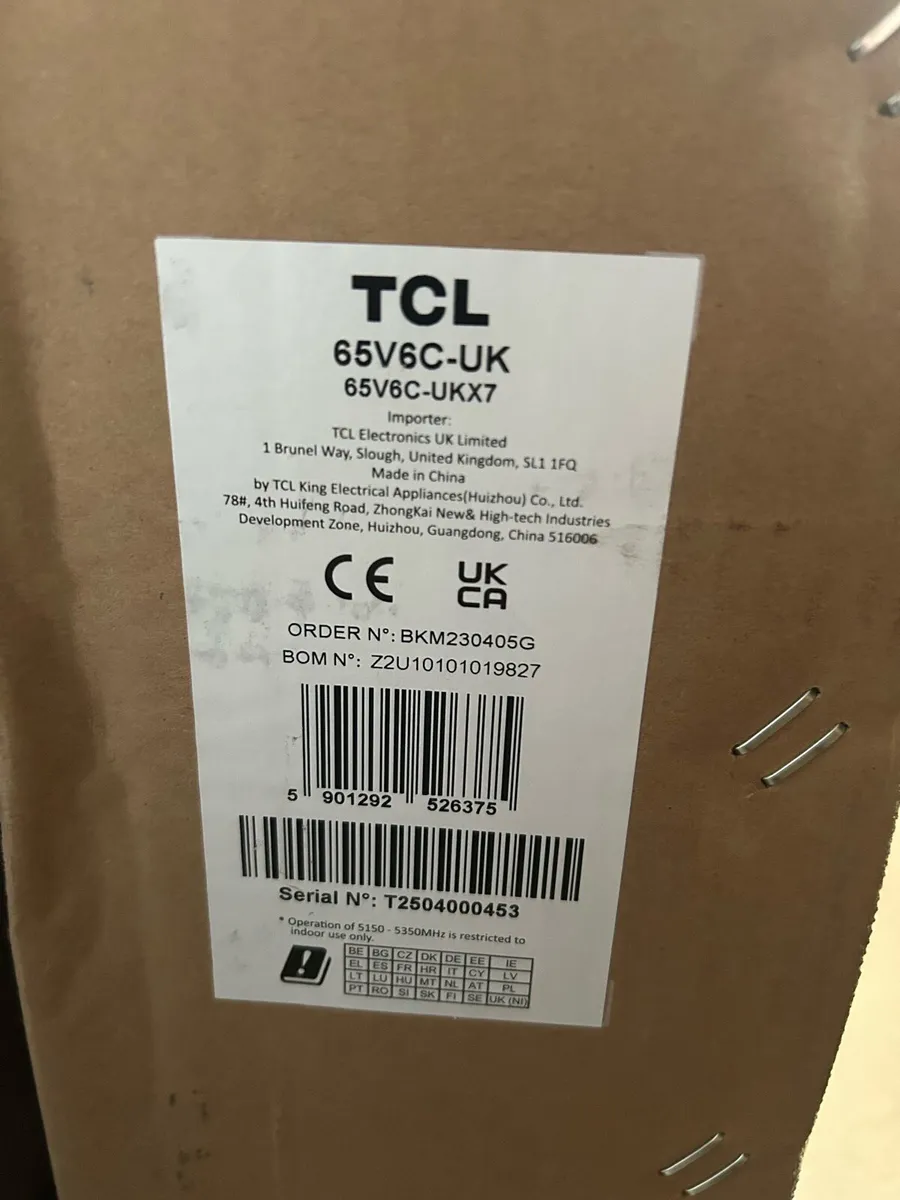 TCL
65V6C-UK
65V6C-UKX7
Importer:
TCL Electronics UK Limited
1 Brunel Way, Slough, United Kingdom, SL1 1FQ
Made in China
by TCL King Electrical Appliances(Huizhou) Co., Ltd.
78#, 4th Huifeng Road, ZhongKai New& High-tech Industries
Development Zone, Huizhou, Guangdong, China 516006
CE UK
CA
ORDER N°: BKM230405G
BOM N°: Z2U10101019827
5 901292 526375
Serial N°: T2504000453
* Operation of 5150 - 5350MHz is restricted to
indoor use only.
BE BG CZ DK DE EE IE
EL ES FR HR IT CY LV
LT LU HU MT NL AT PL
PT RO SI SK FI SE UK (NI)